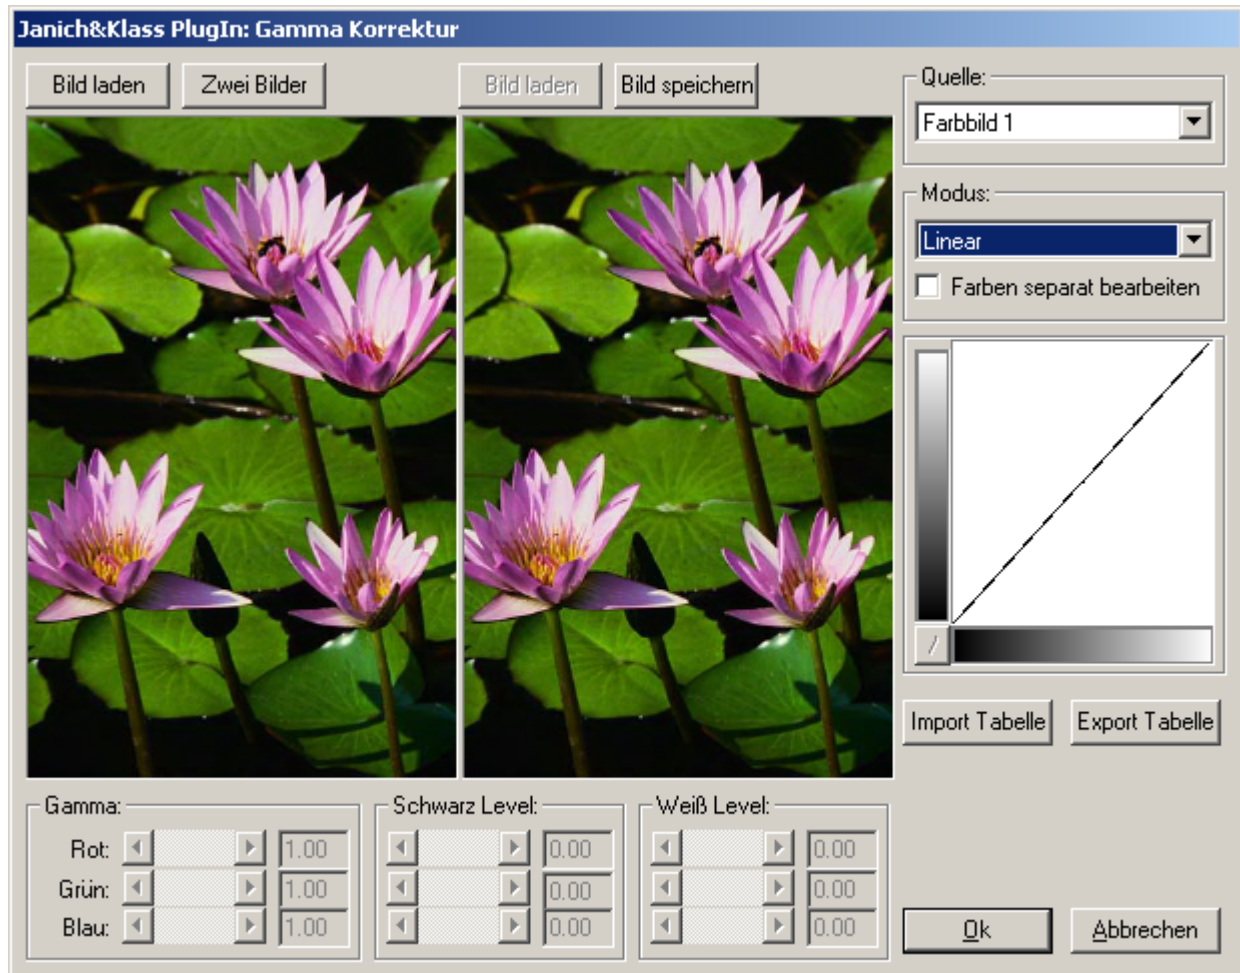 Janich&Klass PlugIn: Gamma Korrektur
Bild laden
Zwei Bilder
Bild laden
Bild speichern
Quelle:
Farbbild 1
Modus:
Linear
Farben separat bearbeiten
/
Import Tabelle
Export Tabelle
Gamma:
Rot: 1.00
Grün: 1.00
Blau: 1.00
Schwarz Level:
0.00
0.00
0.00
Weiß Level:
0.00
0.00
0.00
Ok
Abbrechen